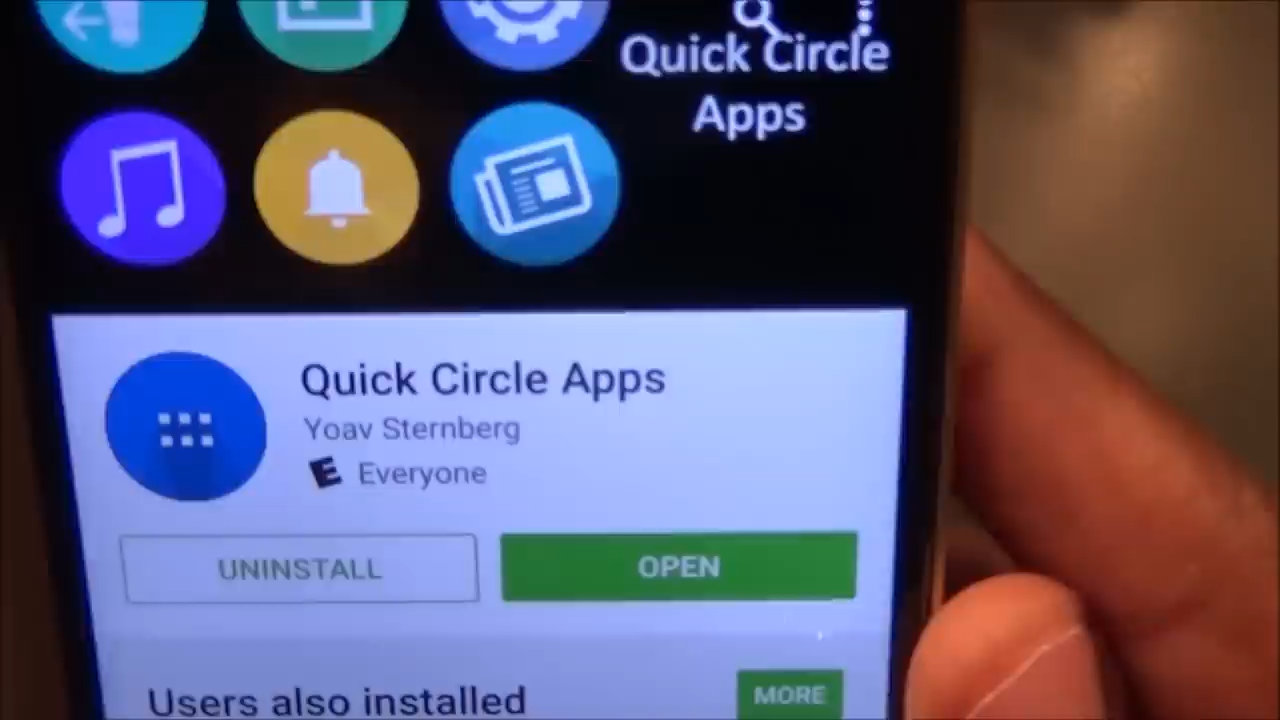 Quick Circle
Apps
Quick Circle Apps
Yoav Sternberg
E Everyone
UNINSTALL
OPEN
Users also installed
MORE